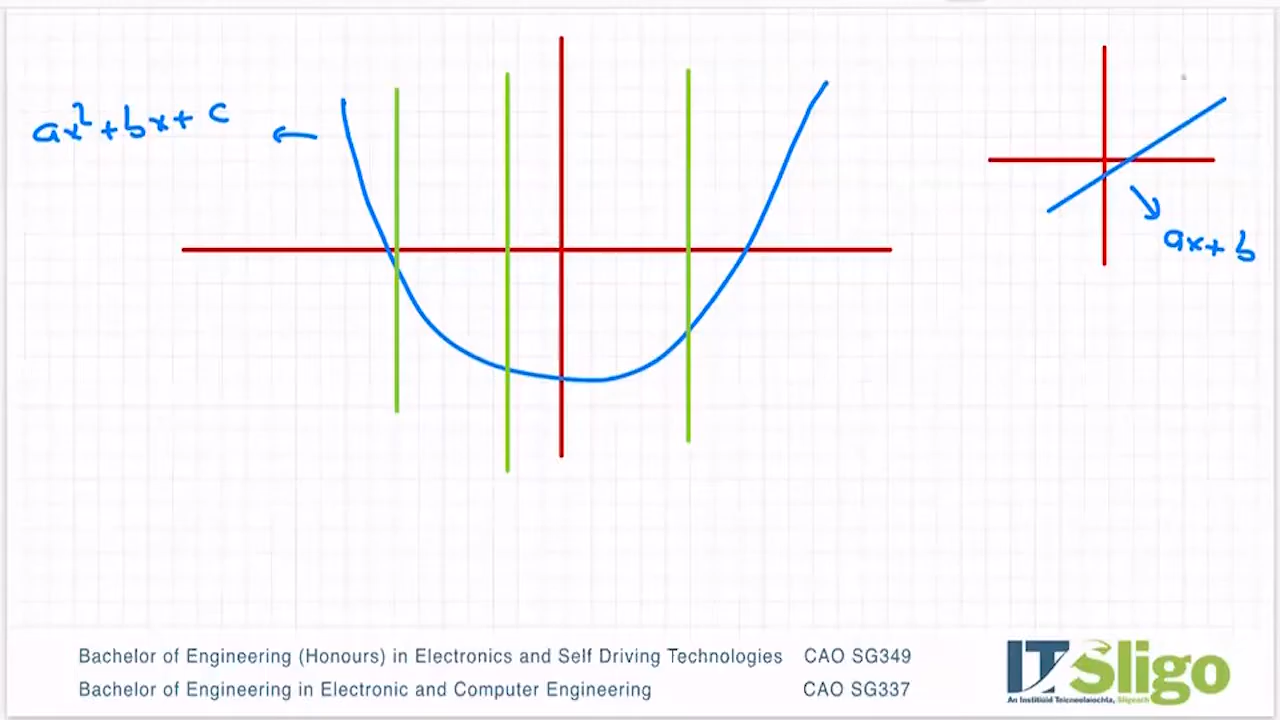 ax²+bx+c
ax+b
Bachelor of Engineering (Honours) in Electronics and Self Driving Technologies CAO SG349
Bachelor of Engineering in Electronic and Computer Engineering CAO SG337
IT Sligo
An Institiúid Teicneolaíochta, Sligeach